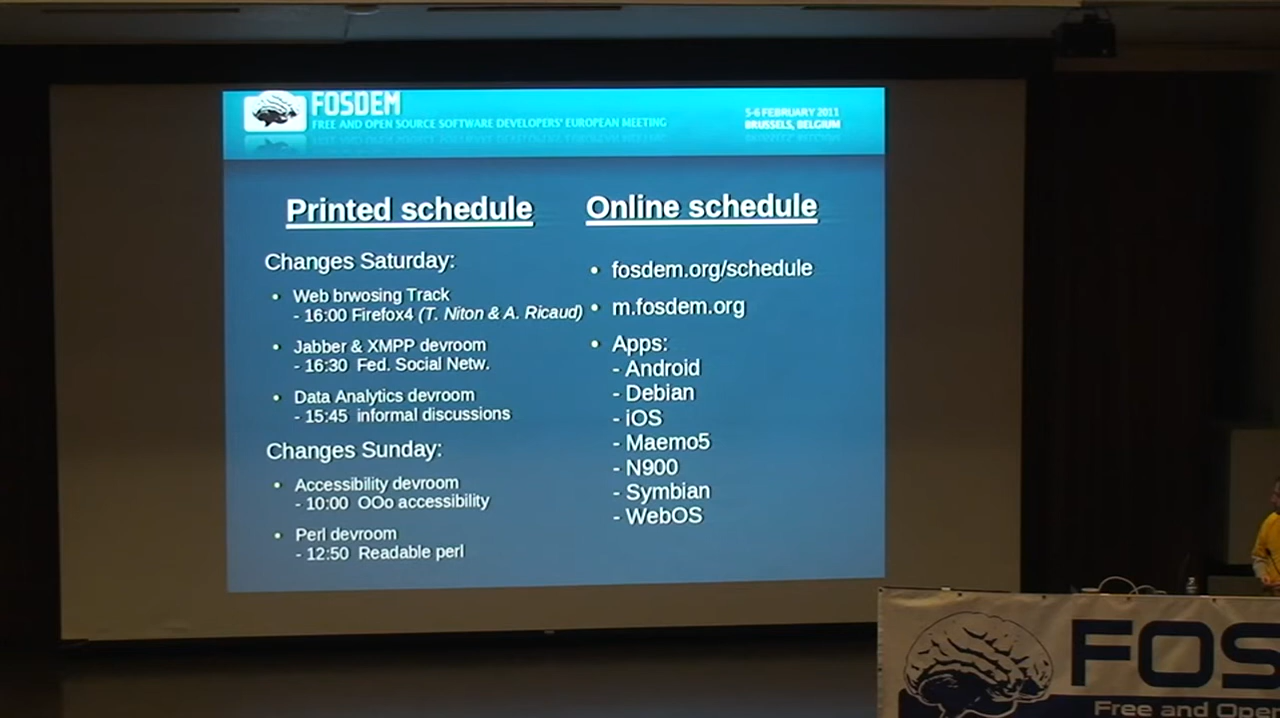 FOSDEM
FREE AND OPEN SOURCE SOFTWARE DEVELOPERS' EUROPEAN MEETING
5-6 FEBRUARY 2011
BRUSSELS, BELGIUM
Printed schedule
Changes Saturday:
• Web brwosing Track
- 16:00 Firefox4 (T. Niton & A. Ricaud)
• Jabber & XMPP devroom
- 16:30 Fed. Social Netw.
• Data Analytics devroom
- 15:45 informal discussions
Changes Sunday:
• Accessibility devroom
- 10:00 OOo accessibility
• Perl devroom
- 12:50 Readable perl
Online schedule
• fosdem.org/schedule
• m.fosdem.org
• Apps:
- Android
- Debian
- iOS
- Maemo5
- N900
- Symbian
- WebOS
FOS
Free and Open